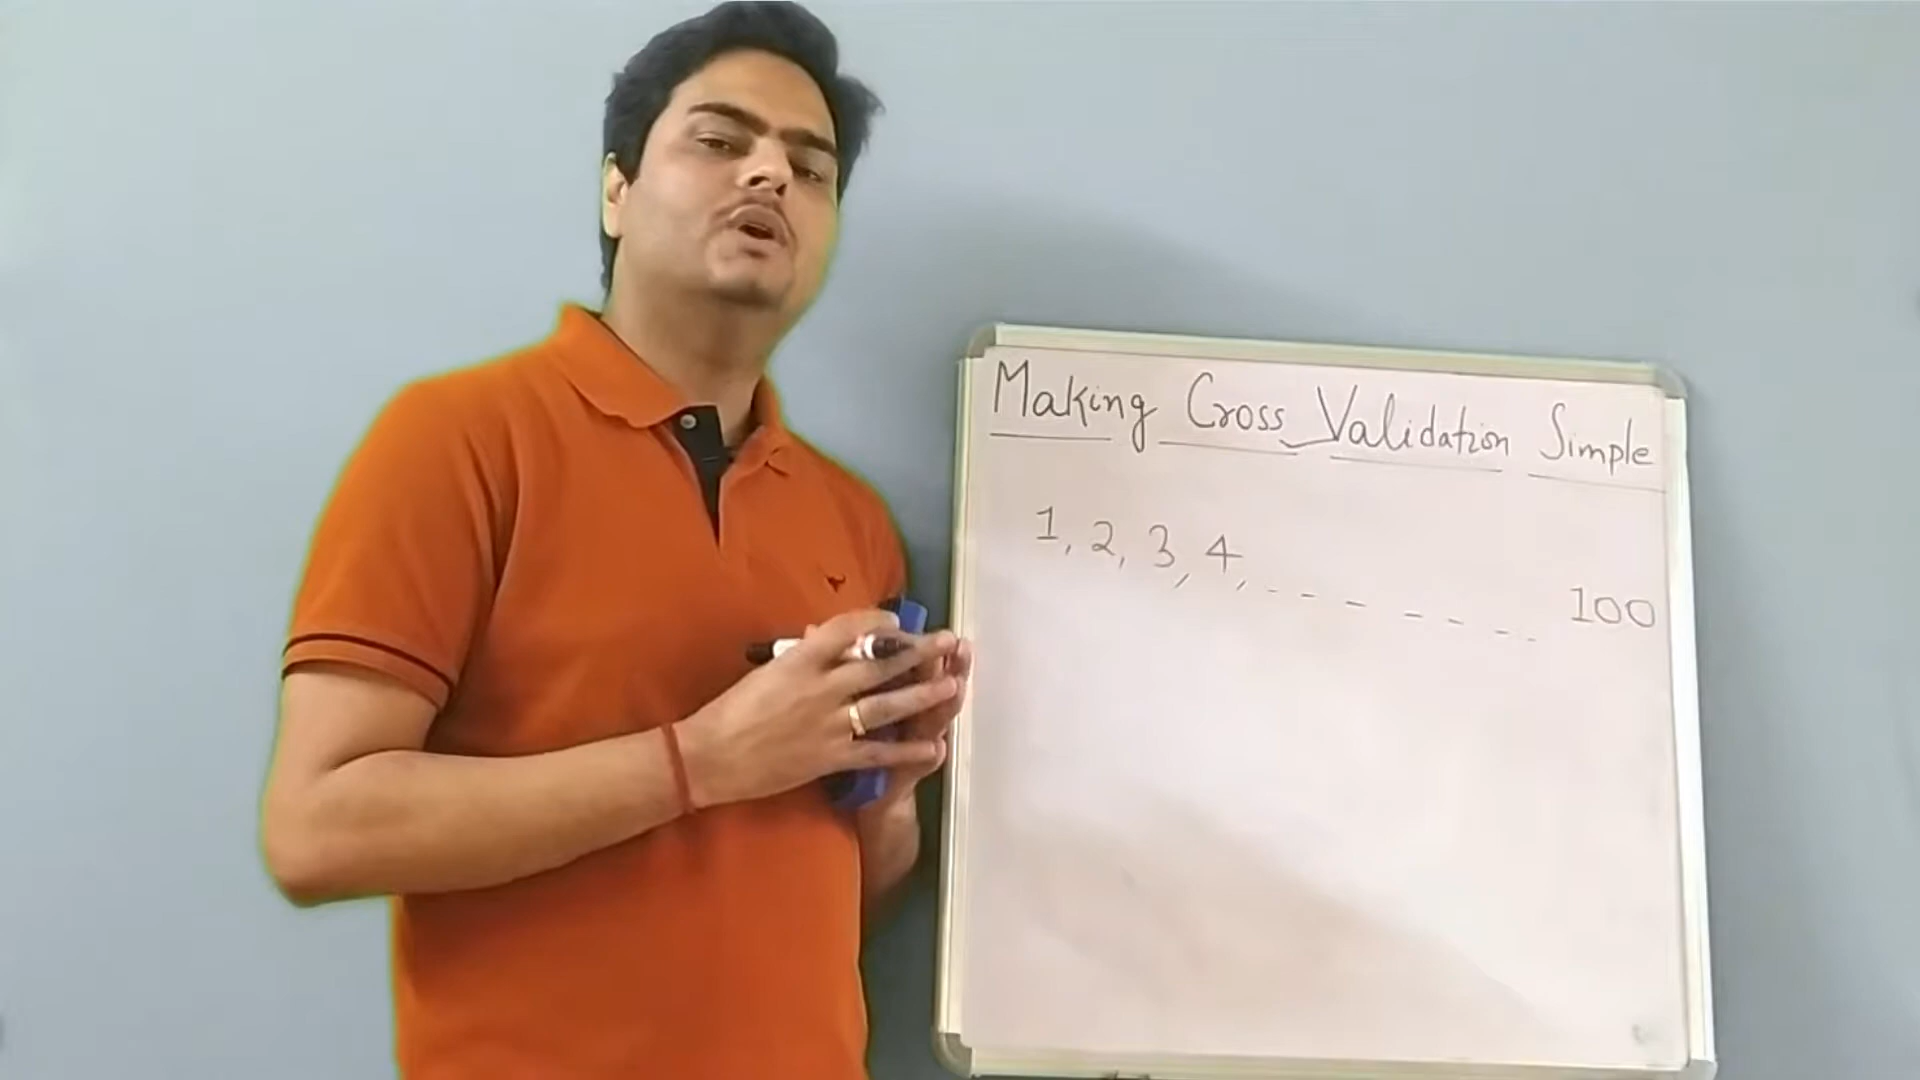 Making Cross Validation Simple
1, 2, 3, 4, - - - - - - - 100